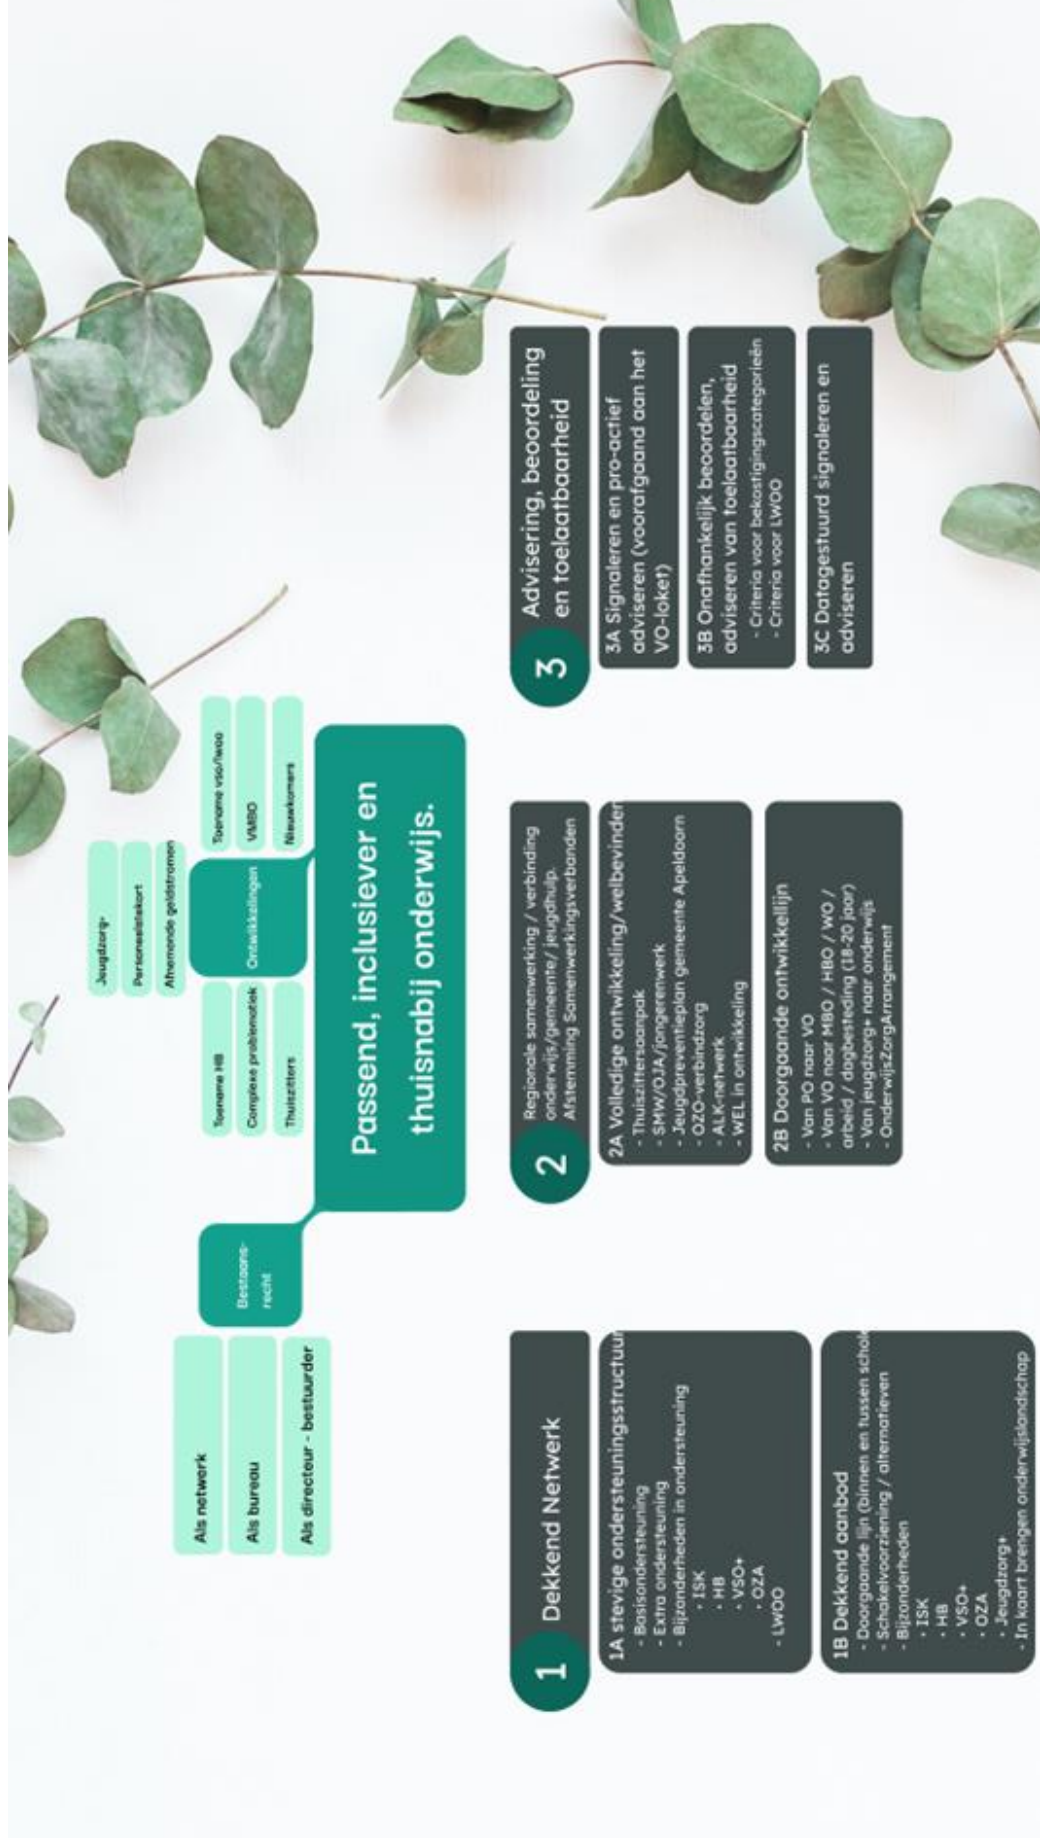 Jeugdzorg-
Personeelstekort
Afnemende geldstromen
Toename HB
Complexe problematiek
Thuiszitters
Ontwikkelingen
Toename vso/lwoo
VMBO
Nieuwkomers
Als netwerk
Als bureau
Als directeur - bestuurder
Bestaans-
recht
Passend, inclusiever en
thuisnabij onderwijs.
1
Dekkend Netwerk
1A stevige ondersteuningsstructuur
- Basisondersteuning
- Extra ondersteuning
- Bijzonderheden in ondersteuning
- ISK
- HB
- VSO+
- OZA
- LWOO
1B Dekkend aanbod
- Doorgaande lijn (binnen en tussen schole
- Schakelvoorziening / alternatieven
- Bijzonderheden
- ISK
- HB
- VSO+
- OZA
- Jeugdzorg+
- In kaart brengen onderwijslandschap
2
Regionale samenwerking / verbinding
onderwijs/gemeente/ jeugdhulp.
Afstemming Samenwerkingsverbanden
2A Volledige ontwikkeling/welbevinden
- Thuiszittersaanpak
- SMW/OJA/jongerenwerk
- Jeugdpreventieplan gemeente Apeldoorn
- OZO-verbindzorg
- ALK-netwerk
- WEL in ontwikkeling
2B Doorgaande ontwikkellijn
- Van PO naar VO
- Van VO naar MBO / HBO / WO /
arbeid / dagbesteding (18-20 jaar)
- Van jeugdzorg+ naar onderwijs
- OnderwijsZorgArrangement
3
Advisering, beoordeling
en toelaatbaarheid
3A Signaleren en pro-actief
adviseren (voorafgaand aan het
VO-loket)
3B Onafhankelijk beoordelen,
adviseren van toelaatbaarheid
- Criteria voor bekostigingscategorieën
- Criteria voor LWOO
3C Datagestuurd signaleren en
adviseren